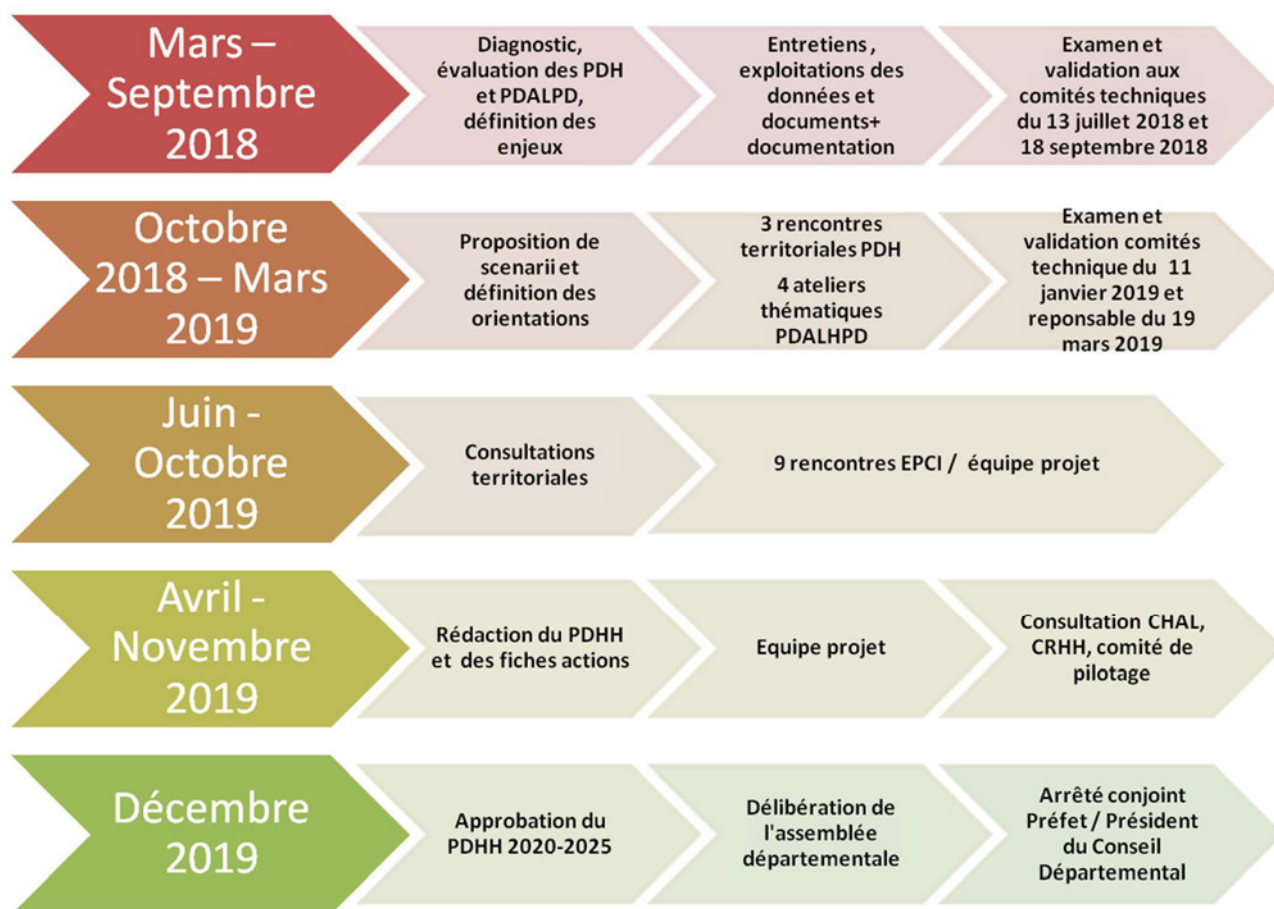 Mars –
Septembre
2018
Diagnostic,
évaluation des PDH
et PDALPD,
définition des
enjeux
Entretiens ,
exploitations des
données et
documents+
documentation
Examen et
validation aux
comités techniques
du 13 juillet 2018 et
18 septembre 2018
Octobre
2018 – Mars
2019
Proposition de
scenarii et
définition des
orientations
3 rencontres
territoriales PDH
4 ateliers
thématiques
PDALHPD
Examen et
validation comités
technique du 11
janvier 2019 et
reponsable du 19
mars 2019
Juin -
Octobre
2019
Consultations
territoriales
9 rencontres EPCI / équipe projet
Avril -
Novembre
2019
Rédaction du PDHH
et des fiches actions
Equipe projet
Consultation CHAL,
CRHH, comité de
pilotage
Décembre
2019
Approbation du
PDHH 2020-2025
Délibération de
l'assemblée
départementale
Arrêté conjoint
Préfet / Président
du Conseil
Départemental